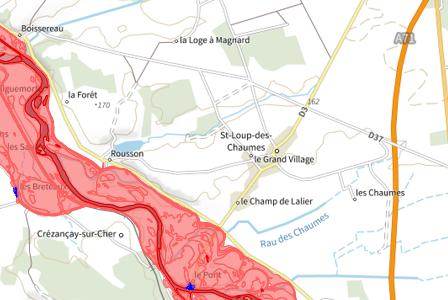 Boissereau
la Loge à Magnard
A71
la Forêt
170
162
D3
St-Loup-des-
Chaumes
D37
le Grand Village
Rousson
les Chaumes
le Champ de Lalier
Rau des Chaumes
Crézançay-sur-Cher
le Pont